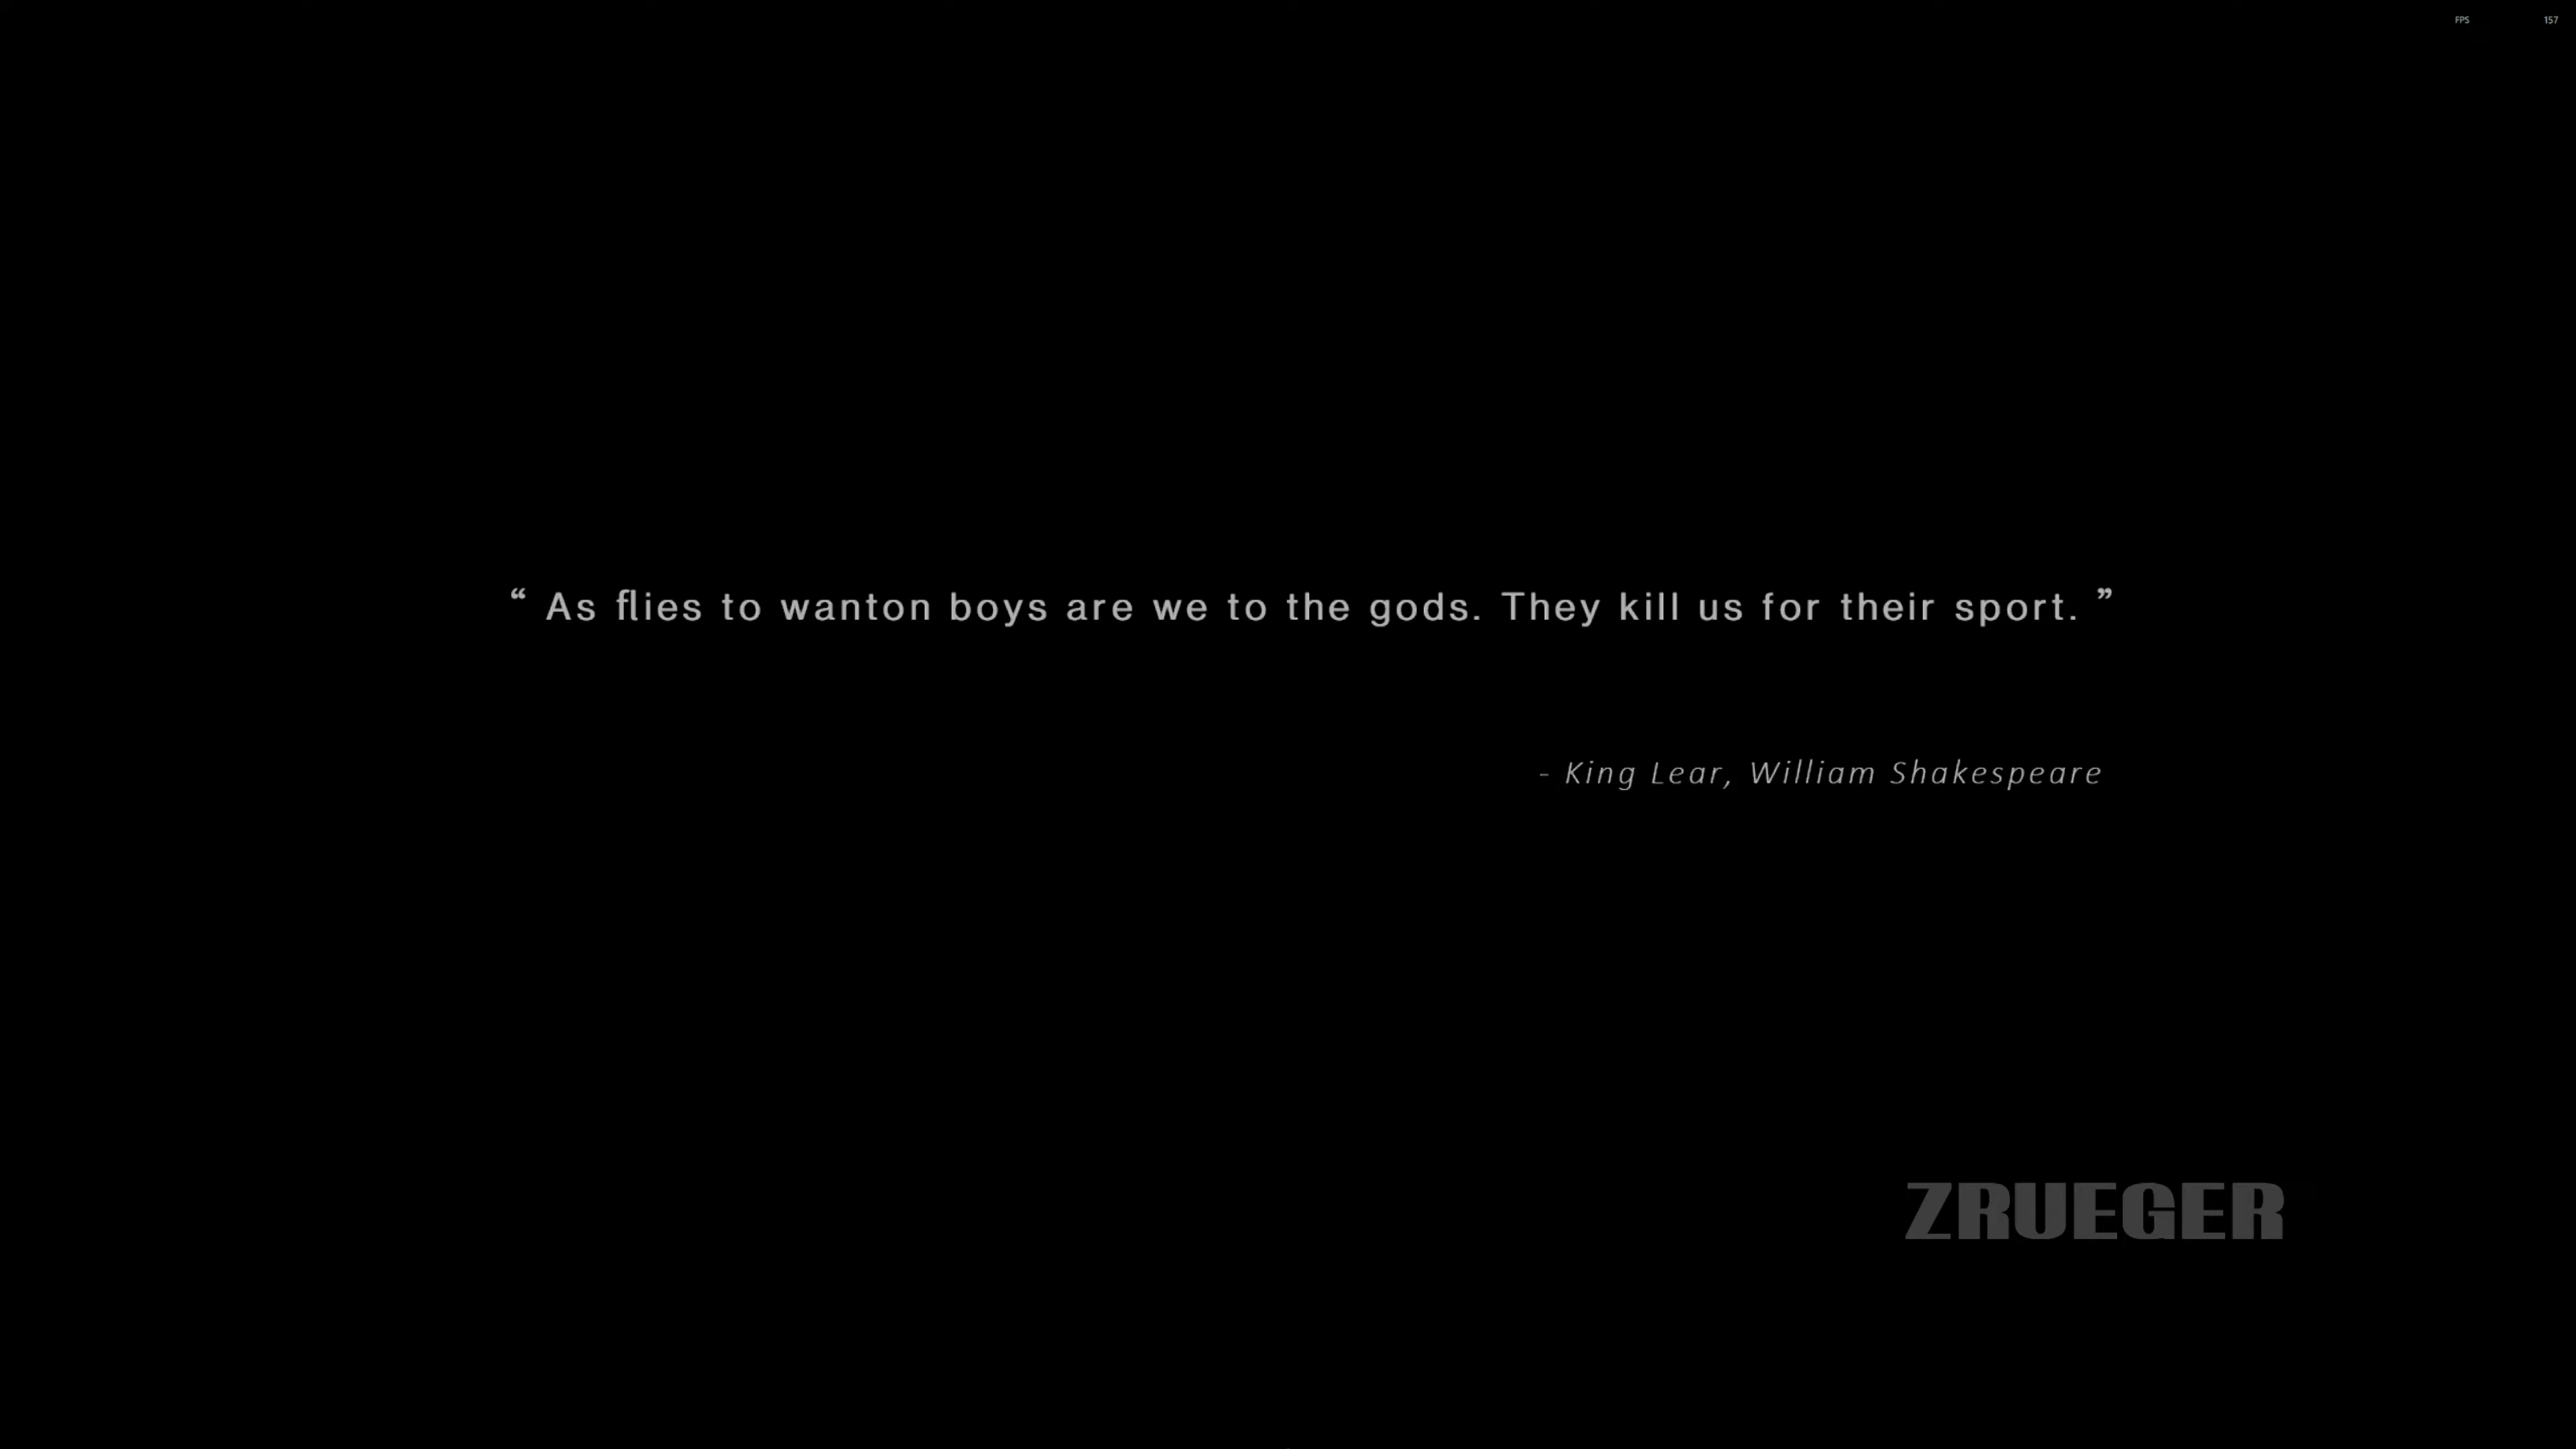 FPS 157
“ As flies to wanton boys are we to the gods. They kill us for their sport. ”
- King Lear, William Shakespeare
ZRUEGER